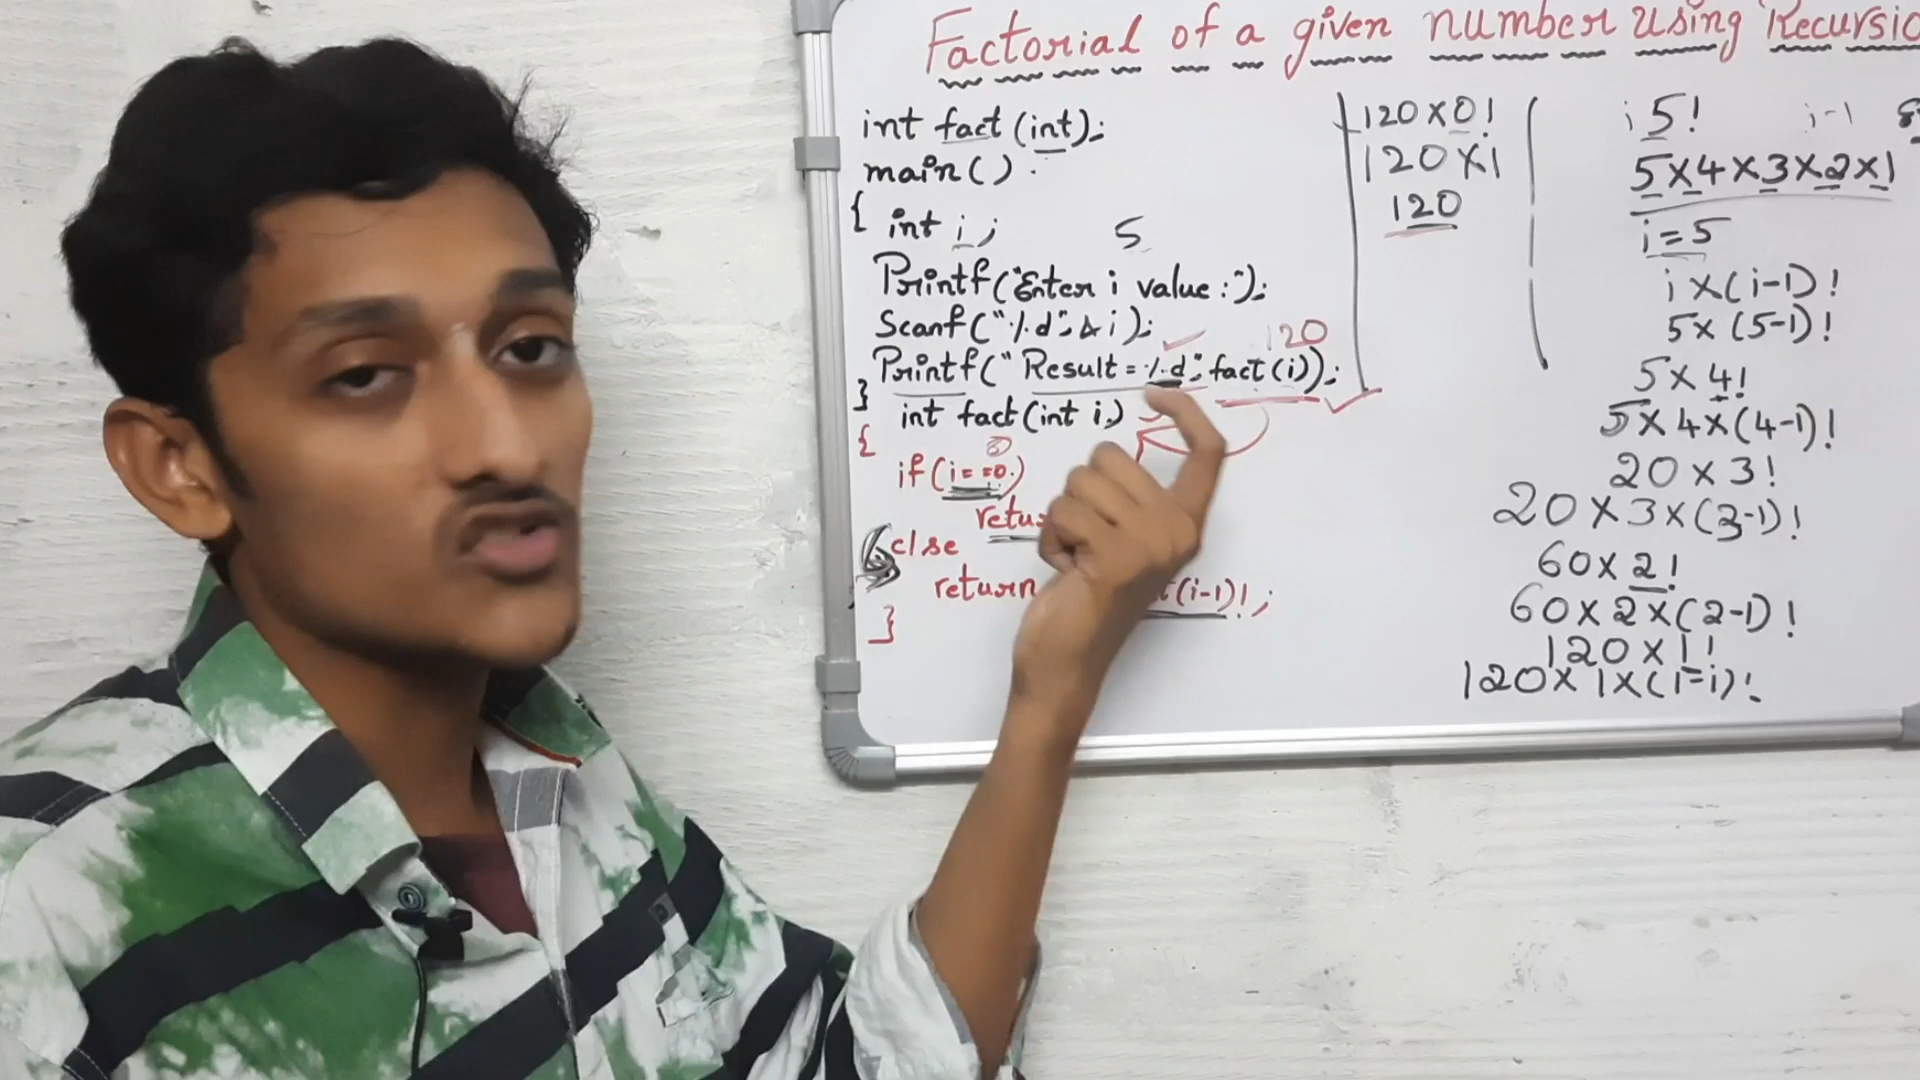 Factorial of a given number using Recursio
int fact (int);
main()
{ int i;
5
Printf("Enter i value :");
Scanf("%d", &i);
120
Printf("Result = %d", fact(i));
}
int fact(int i)
{
if(i==0)
retu
else
return
t(i-1)! ;
}
120×0!
120×1
120
i 5! i-1
5×4×3×2×1
i=5
i×(i-1)!
5×(5-1)!
5×4!
5×4×(4-1)!
20×3!
20×3×(3-1)!
60×2!
60×2×(2-1)!
120×1!
120×1×(1-1)!